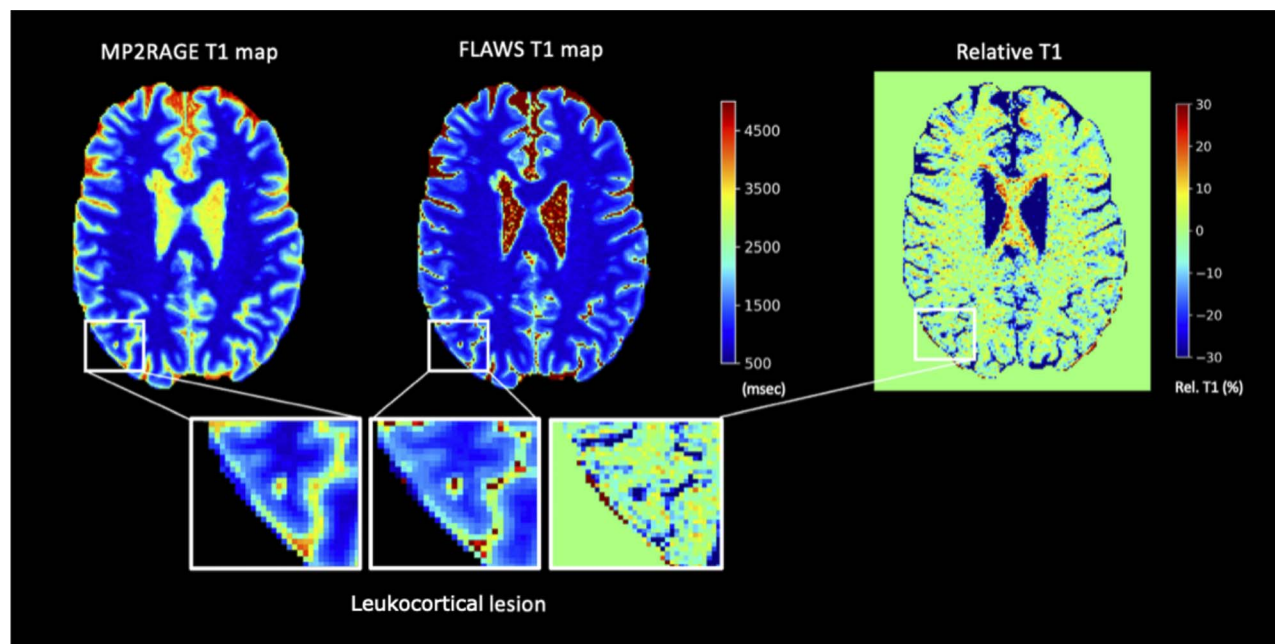 MP2RAGE T1 map
FLAWS T1 map
Relative T1
4500
3500
2500
1500
500
(msec)
30
20
10
0
−10
−20
−30
Rel. T1 (%)
Leukocortical lesion